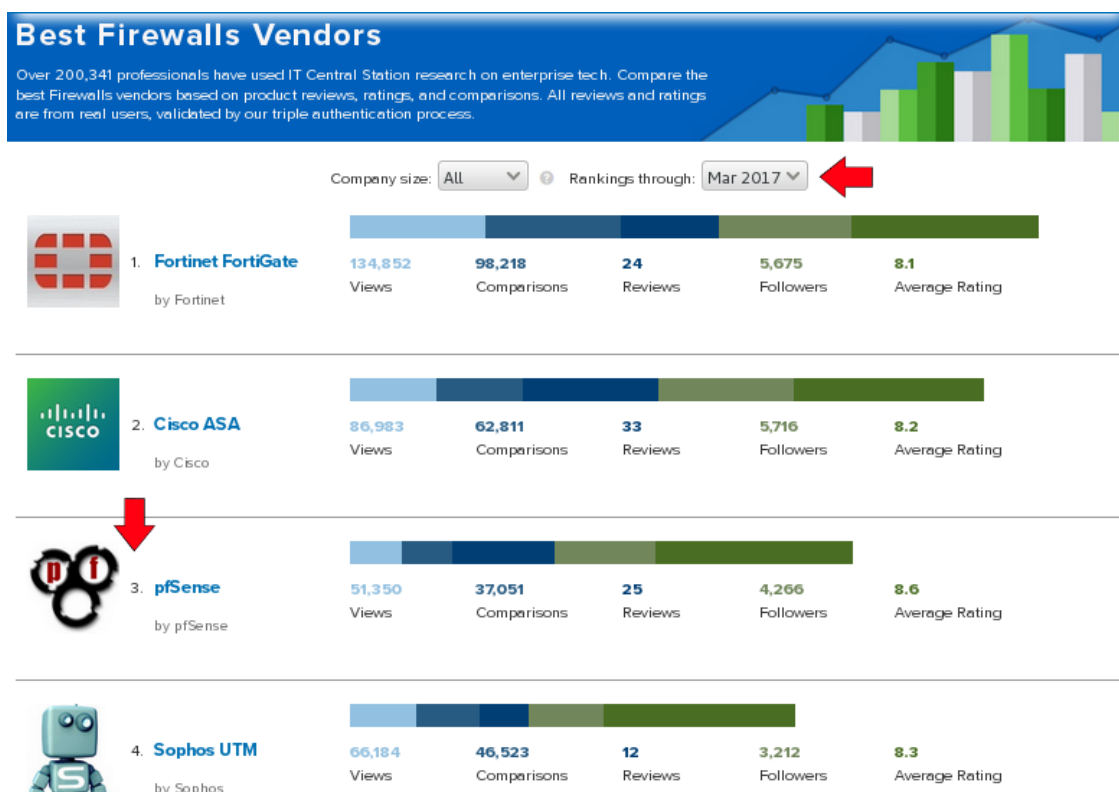 Best Firewalls Vendors
Over 200,341 professionals have used IT Central Station research on enterprise tech. Compare the
best Firewalls vendors based on product reviews, ratings, and comparisons. All reviews and ratings
are from real users, validated by our triple authentication process.
Company size: All Rankings through: Mar 2017
1. Fortinet FortiGate
by Fortinet
134,852 98,218 24 5,675 8.1
Views Comparisons Reviews Followers Average Rating
CISCO
2. Cisco ASA
by Cisco
86,983 62,811 33 5,716 8.2
Views Comparisons Reviews Followers Average Rating
pf
3. pfSense
by pfSense
51,350 37,051 25 4,266 8.6
Views Comparisons Reviews Followers Average Rating
S
4. Sophos UTM
by Sophos
66,184 46,523 12 3,212 8.3
Views Comparisons Reviews Followers Average Rating